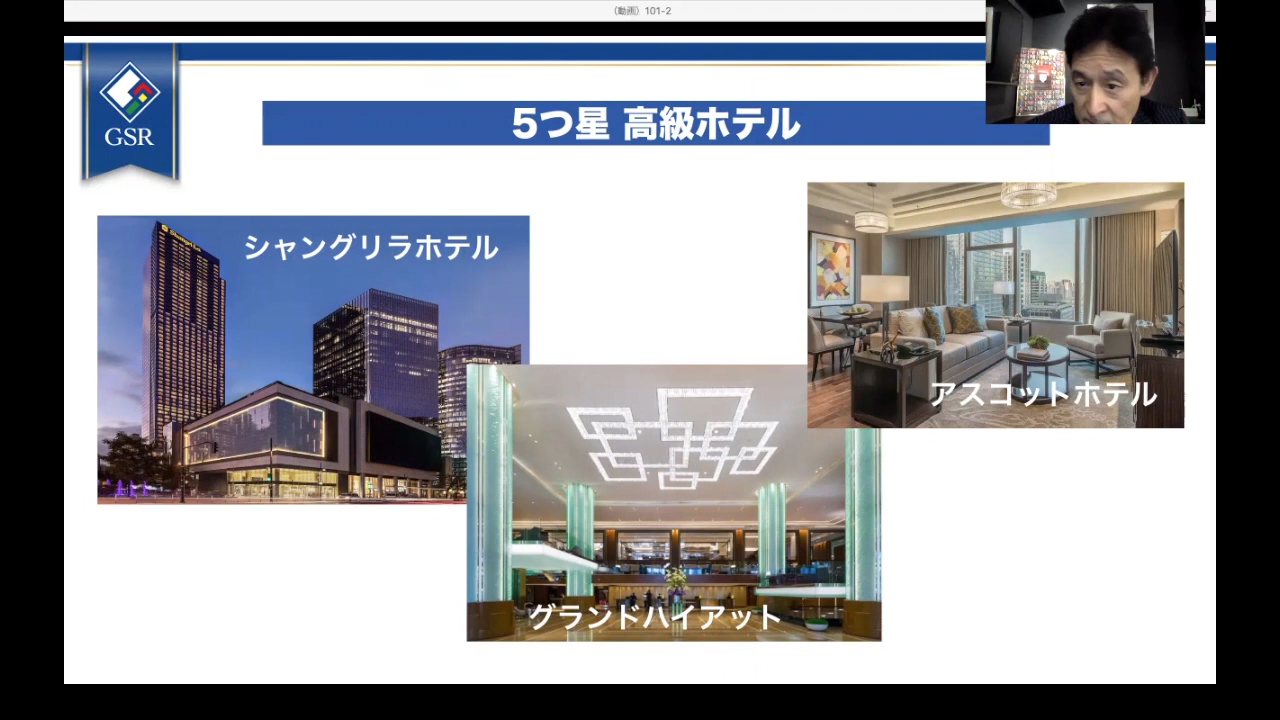 (動画) 101-2
GSR
5つ星 高級ホテル
シャングリラホテル
アスコットホテル
グランドハイアット